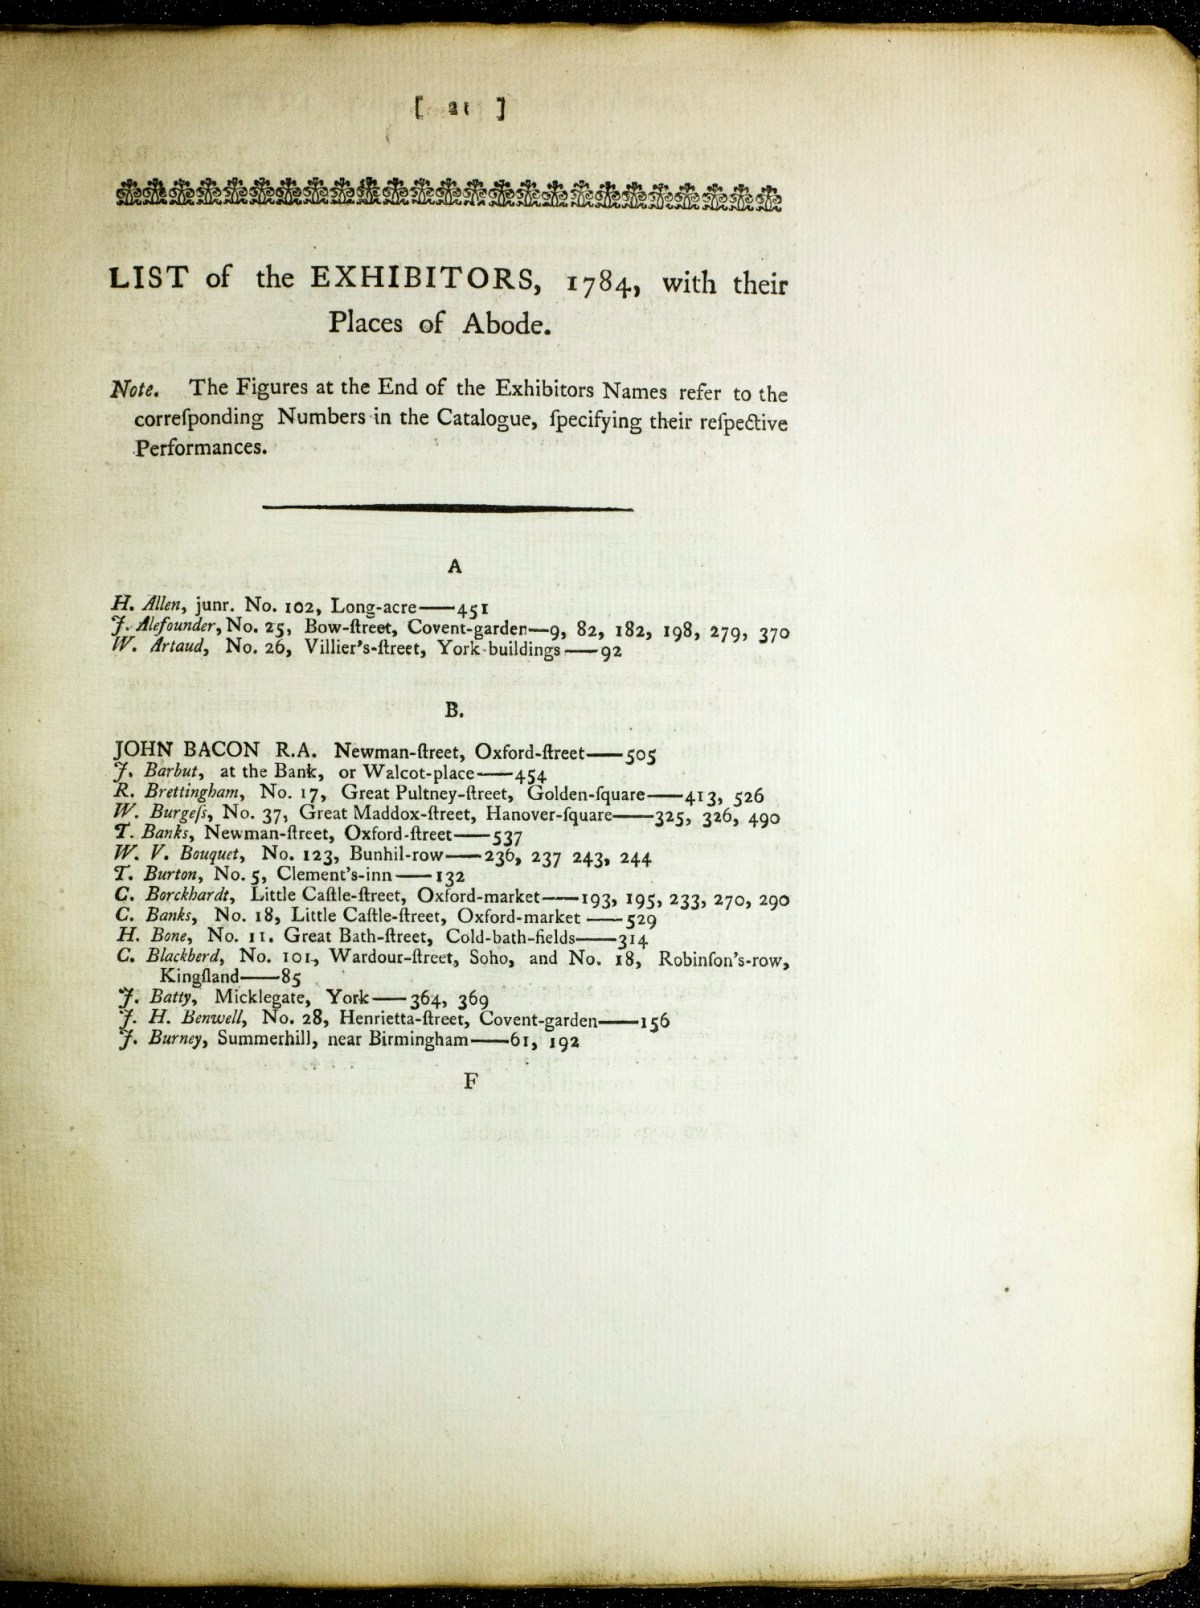 [ 21 ]
LIST of the EXHIBITORS, 1784, with their
Places of Abode.
Note. The Figures at the End of the Exhibitors Names refer to the
correſponding Numbers in the Catalogue, ſpecifying their reſpective
Performances.
A
H. Allen, junr. No. 102, Long-acre——451
J. Alefounder, No. 25, Bow-ſtreet, Covent-garden—9, 82, 182, 198, 279, 370
W. Artaud, No. 26, Villier's-ſtreet, York-buildings——92
B.
JOHN BACON R.A. Newman-ſtreet, Oxford-ſtreet——505
J. Barbut, at the Bank, or Walcot-place——454
R. Brettingham, No. 17, Great Pultney-ſtreet, Golden-ſquare——413, 526
W. Burgeſs, No. 37, Great Maddox-ſtreet, Hanover-ſquare——325, 326, 490
T. Banks, Newman-ſtreet, Oxford-ſtreet——537
W. V. Bouquet, No. 123, Bunhil-row——236, 237 243, 244
T. Burton, No. 5, Clement's-inn——132
C. Borckhardt, Little Caſtle-ſtreet, Oxford-market——193, 195, 233, 270, 290
C. Banks, No. 18, Little Caſtle-ſtreet, Oxford-market ——529
H. Bone, No. 11. Great Bath-ſtreet, Cold-bath-fields——314
C. Blackberd, No. 101, Wardour-ſtreet, Soho, and No. 18, Robinſon's-row,
Kingſland——85
J. Batty, Micklegate, York——364, 369
J. H. Benwell, No. 28, Henrietta-ſtreet, Covent-garden——156
J. Burney, Summerhill, near Birmingham——61, 192
F